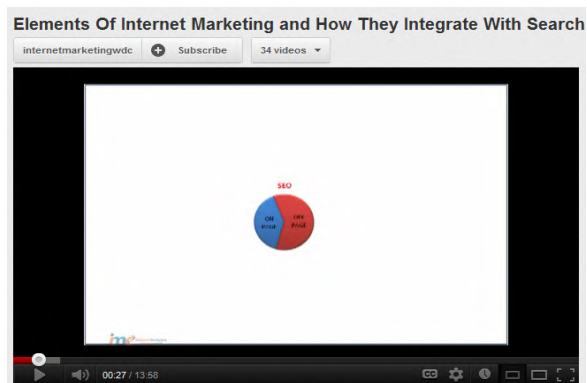 Elements Of Internet Marketing and How They Integrate With Search
internetmarketingwdc Subscribe 34 videos
SEO
ON OFF
PAGE PAGE
ime
00:27 / 13:58
CC